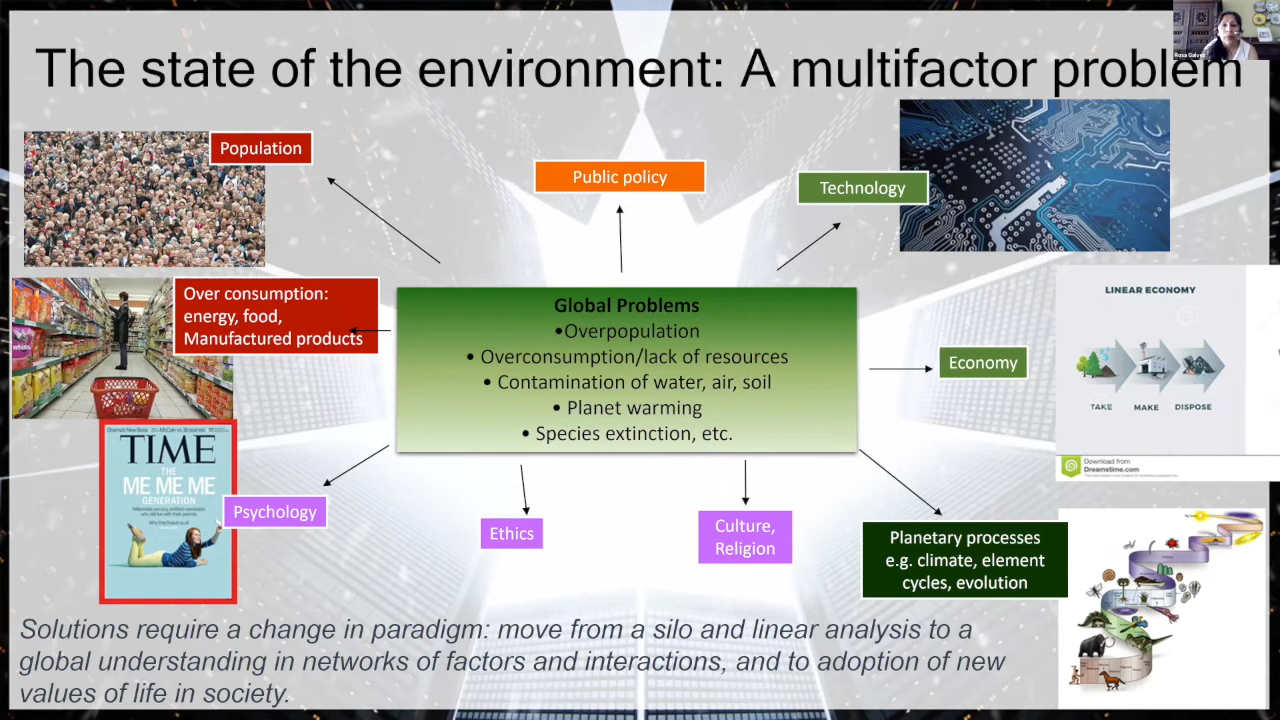 The state of the environment: A multifactor problem
Rosa Galvez
Population
Public policy
Technology
Over consumption:
energy, food,
Manufactured products
Global Problems
•Overpopulation
• Overconsumption/lack of resources
• Contamination of water, air, soil
• Planet warming
• Species extinction, etc.
LINEAR ECONOMY
TAKE
MAKE
DISPOSE
Download from
Dreamstime.com
Economy
TIME
THE
ME ME ME
GENERATION
Psychology
Ethics
Culture,
Religion
Planetary processes
e.g. climate, element
cycles, evolution
Solutions require a change in paradigm: move from a silo and linear analysis to a
global understanding in networks of factors and interactions, and to adoption of new
values of life in society.